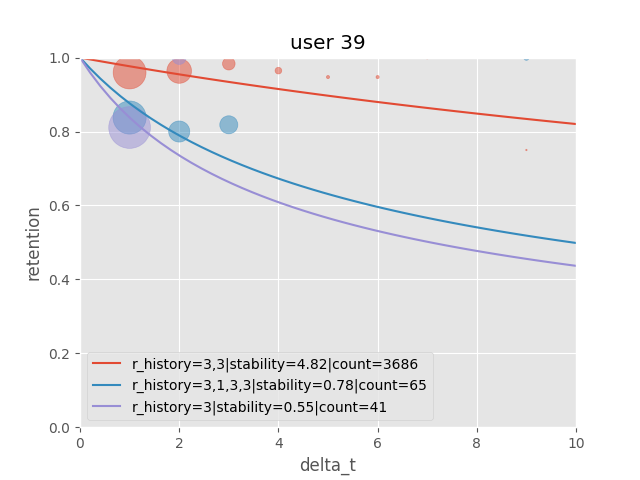 user 39
1.0
0.8
0.6
0.4
0.2
0.0
retention
r_history=3,3|stability=4.82|count=3686
r_history=3,1,3,3|stability=0.78|count=65
r_history=3|stability=0.55|count=41
0 2 4 6 8 10
delta_t